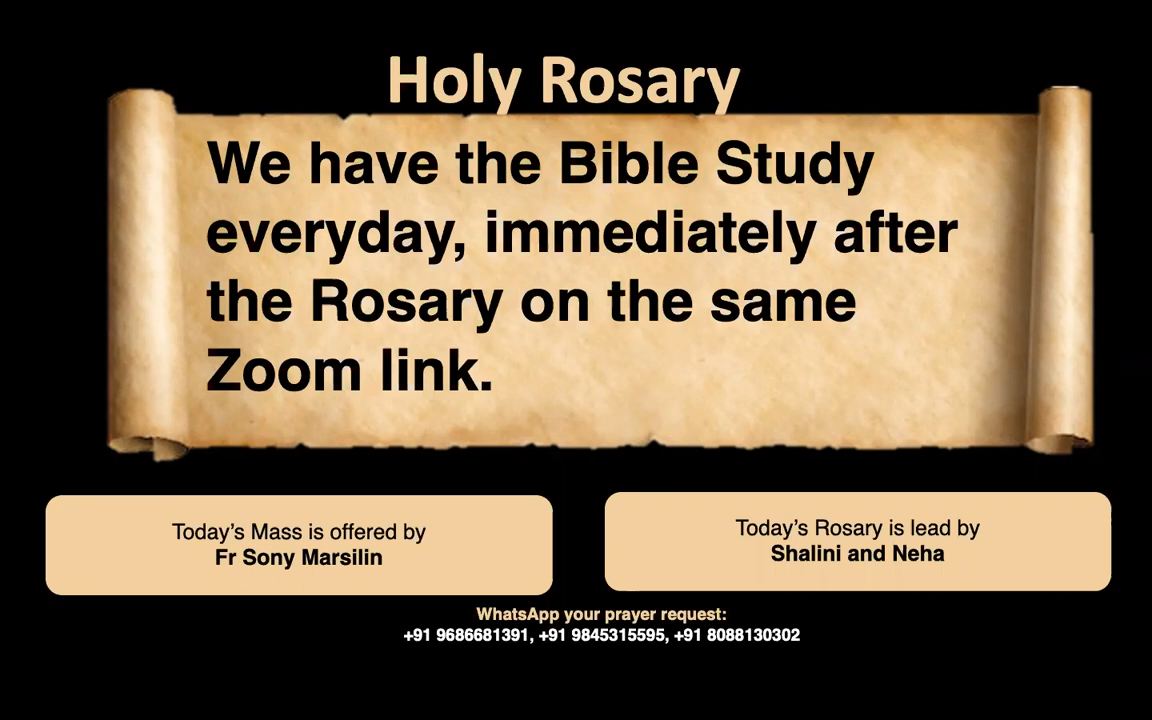 Holy Rosary
We have the Bible Study
everyday, immediately after
the Rosary on the same
Zoom link.
Today’s Mass is offered by
Fr Sony Marsilin
Today’s Rosary is lead by
Shalini and Neha
WhatsApp your prayer request:
+91 9686681391, +91 9845315595, +91 8088130302